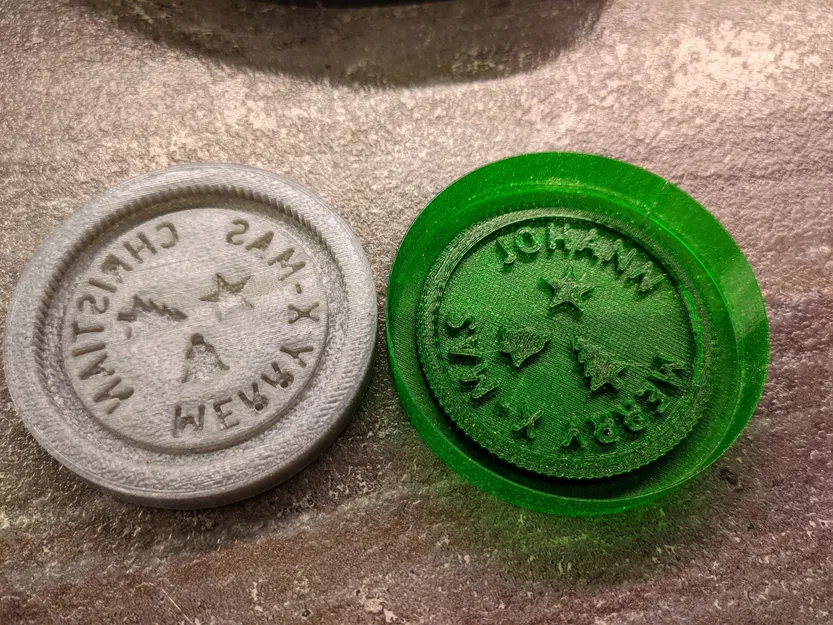 CHRISTIAN
MERRY X-MAS
JOHANN
MERRY X-MAS